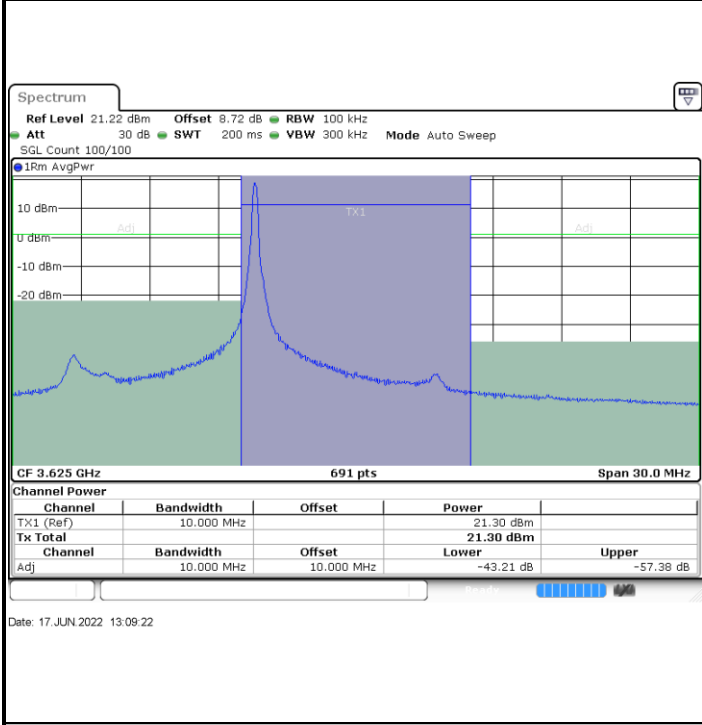 Spectrum
Ref Level 21.22 dBm Offset 8.72 dB RBW 100 kHz
Att 30 dB SWT 200 ms VBW 300 kHz Mode Auto Sweep
SGL Count 100/100
1Rm AvgPwr
10 dBm
TX1
Adj
Adj
0 dBm
-10 dBm
-20 dBm
CF 3.625 GHz 691 pts Span 30.0 MHz
Channel Power
Channel Bandwidth Offset Power
TX1 (Ref) 10.000 MHz 21.30 dBm
Tx Total 21.30 dBm
Channel Bandwidth Offset Lower Upper
Adj 10.000 MHz 10.000 MHz -43.21 dB -57.38 dB
Ready
Date: 17.JUN.2022 13:09:22